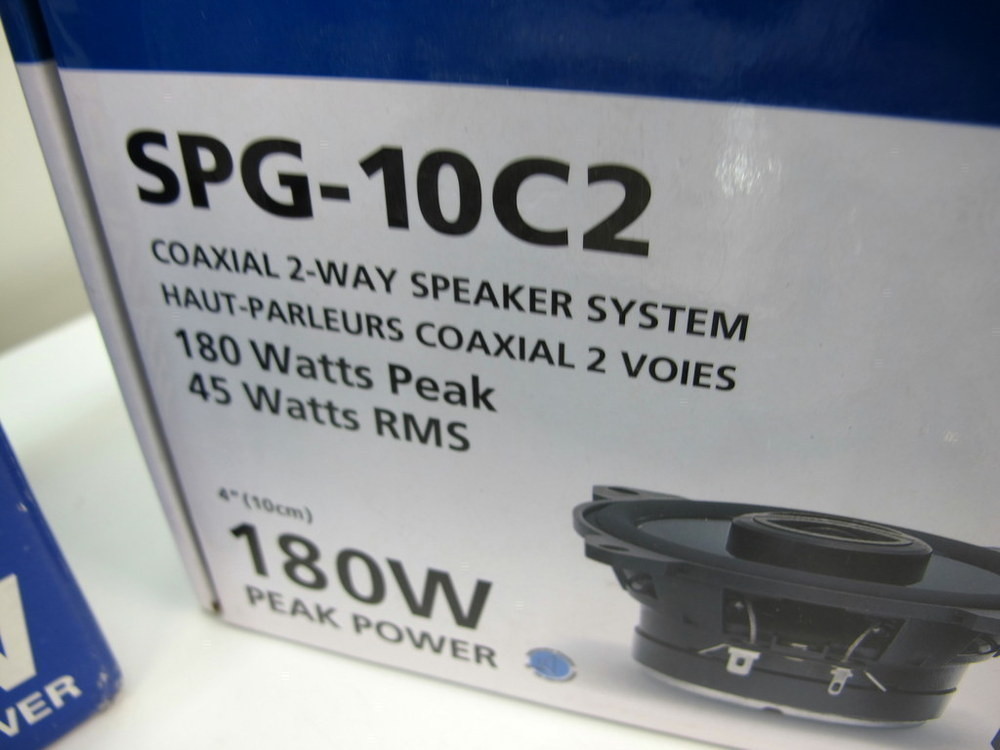 SPG-10C2
COAXIAL 2-WAY SPEAKER SYSTEM
HAUT-PARLEURS COAXIAL 2 VOIES
180 Watts Peak
45 Watts RMS
4" (10cm)
180W
PEAK POWER